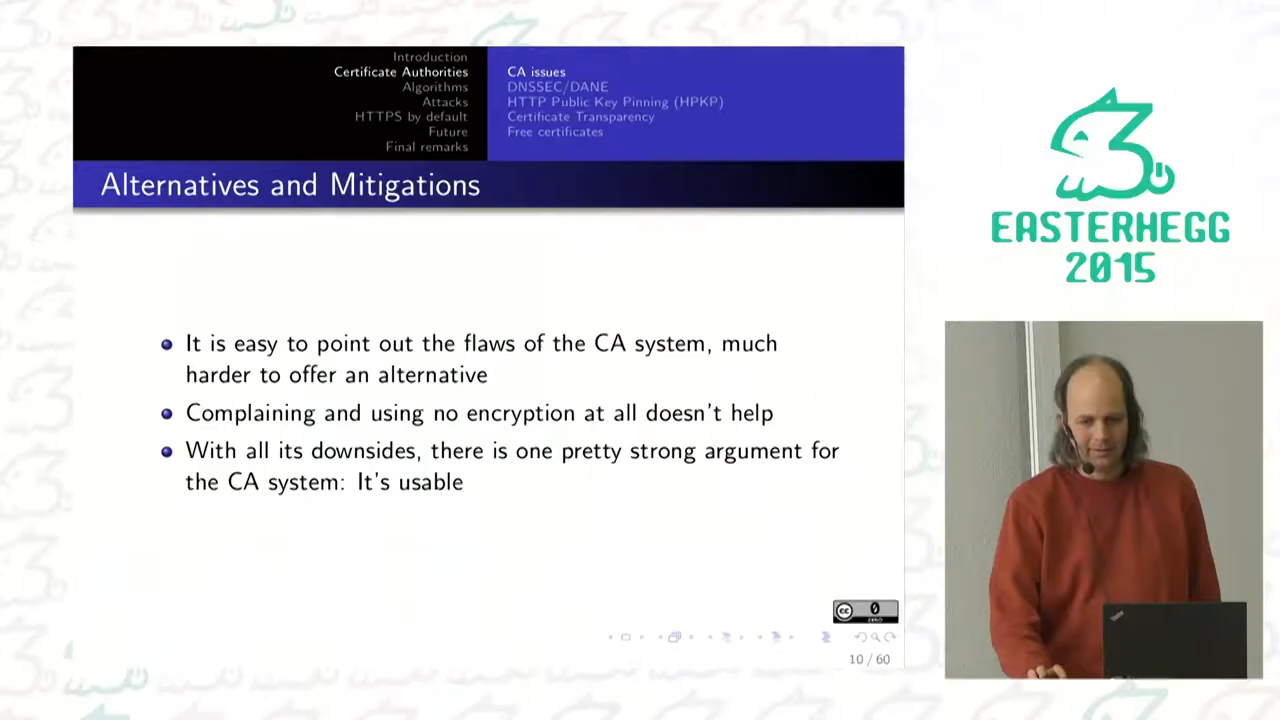 Introduction
Certificate Authorities
Algorithms
Attacks
HTTPS by default
Future
Final remarks
CA issues
DNSSEC/DANE
HTTP Public Key Pinning (HPKP)
Certificate Transparency
Free certificates
Alternatives and Mitigations
It is easy to point out the flaws of the CA system, much
harder to offer an alternative
Complaining and using no encryption at all doesn't help
With all its downsides, there is one pretty strong argument for
the CA system: It's usable
cc 0
ZERO
10 / 60
EASTERHEGG
2015